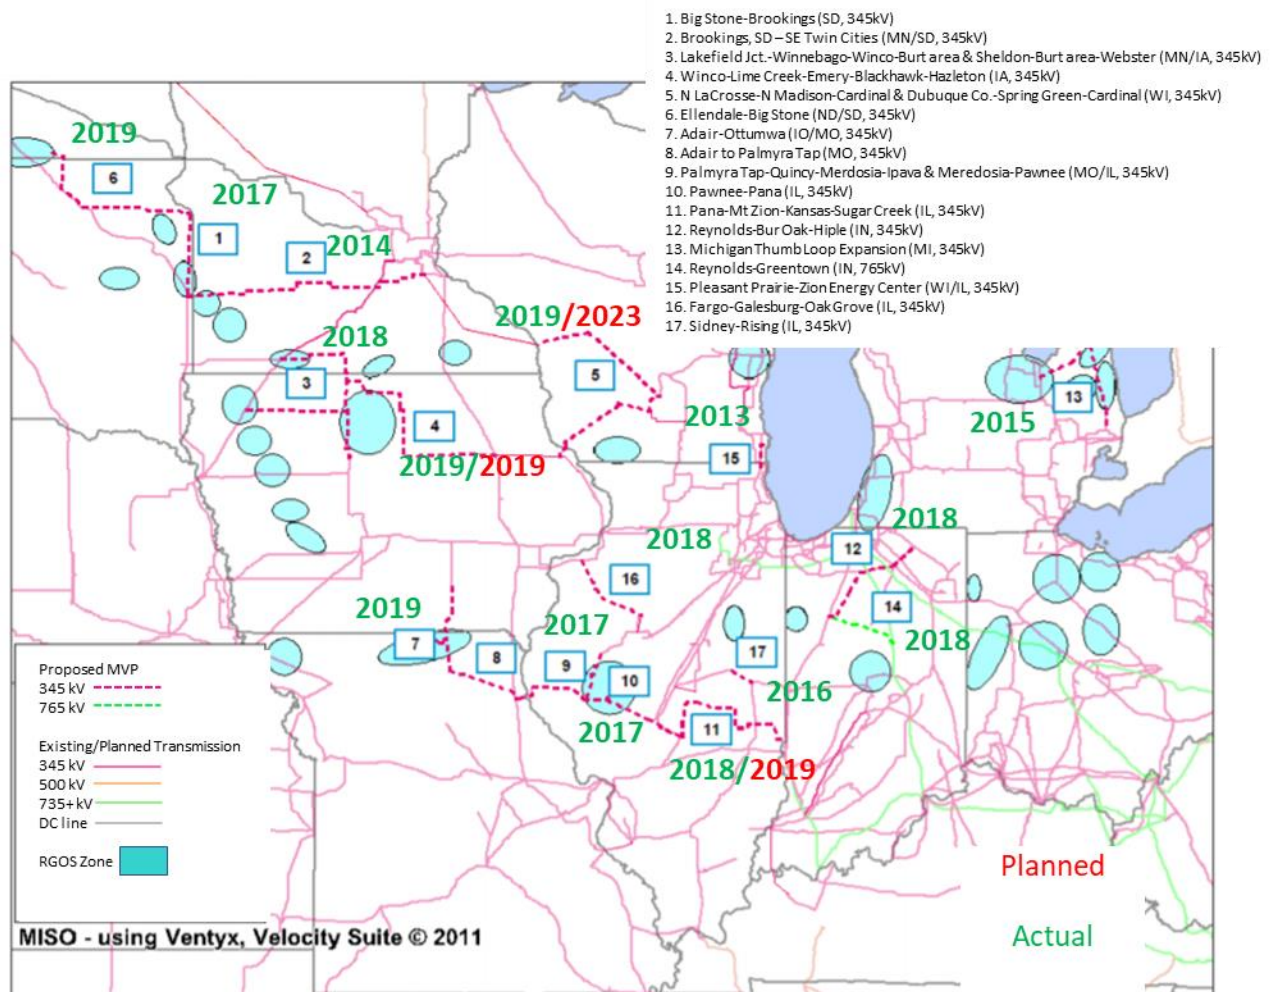 1. Big Stone-Brookings (SD, 345kV)
2. Brookings, SD – SE Twin Cities (MN/SD, 345kV)
3. Lakefield Jct.-Winnebago-Winco-Burt area & Sheldon-Burt area-Webster (MN/IA, 345kV)
4. Winco-Lime Creek-Emery-Blackhawk-Hazleton (IA, 345kV)
5. N LaCrosse-N Madison-Cardinal & Dubuque Co.-Spring Green-Cardinal (WI, 345kV)
6. Ellendale-Big Stone (ND/SD, 345kV)
7. Adair-Ottumwa (IO/MO, 345kV)
8. Adair to Palmyra Tap (MO, 345kV)
9. Palmyra Tap-Quincy-Merdosia-Ipava & Meredosia-Pawnee (MO/IL, 345kV)
10. Pawnee-Pana (IL, 345kV)
11. Pana-Mt Zion-Kansas-Sugar Creek (IL, 345kV)
12. Reynolds-Bur Oak-Hiple (IN, 345kV)
13. Michigan Thumb Loop Expansion (MI, 345kV)
14. Reynolds-Greentown (IN, 765kV)
15. Pleasant Prairie-Zion Energy Center (WI/IL, 345kV)
16. Fargo-Galesburg-Oak Grove (IL, 345kV)
17. Sidney-Rising (IL, 345kV)
2019
6
2017
1
2
2014
2019/2023
2018
3
5
13
4
2013
2015
15
2019/2019
2018
2018
12
16
14
2019
2017
2018
7
8
9
17
10
2016
2017
11
2018/2019
Proposed MVP
345 kV
765 kV
Existing/Planned Transmission
345 kV
500 kV
735+ kV
DC line
RGOS Zone
Planned
Actual
MISO - using Ventyx, Velocity Suite © 2011